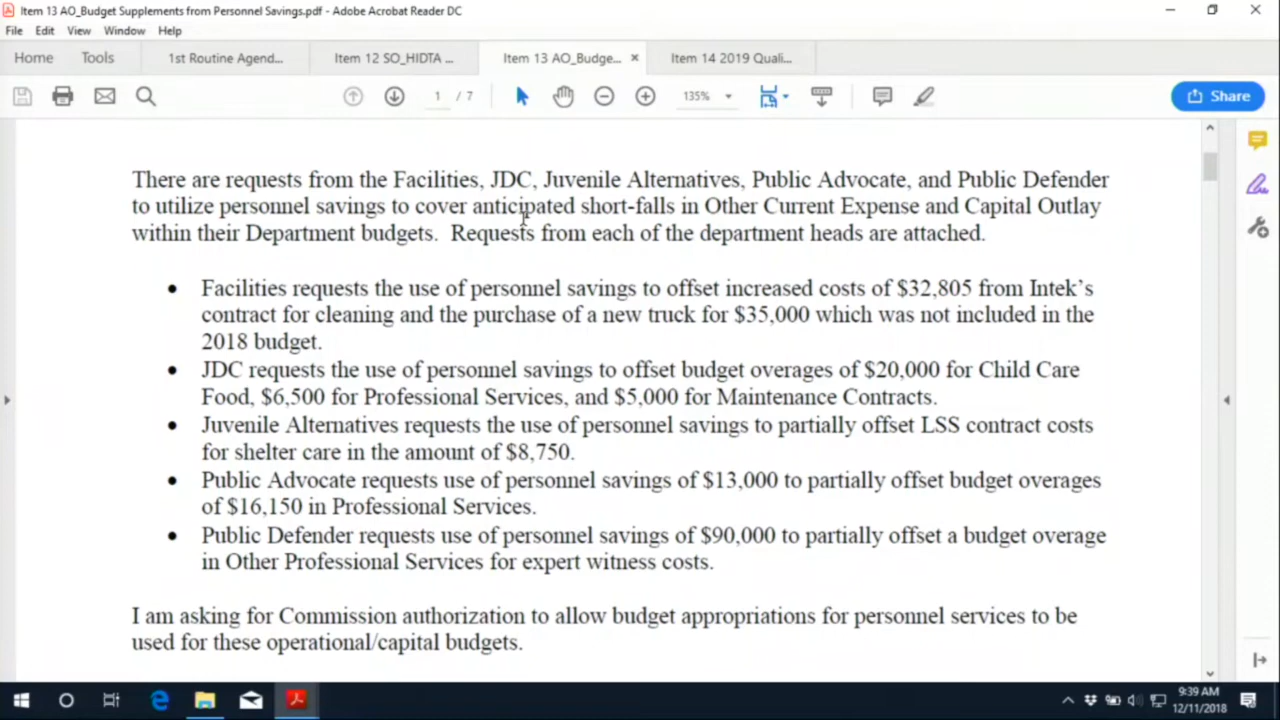 Item 13 AO_Budget Supplements from Personnel Savings.pdf - Adobe Acrobat Reader DC
File Edit View Window Help
Home Tools 1st Routine Agend... Item 12 SO_HIDTA ... Item 13 AO_Budge... Item 14 2019 Quali...
1 / 7 135% Share
There are requests from the Facilities, JDC, Juvenile Alternatives, Public Advocate, and Public Defender
to utilize personnel savings to cover anticipated short-falls in Other Current Expense and Capital Outlay
within their Department budgets. Requests from each of the department heads are attached.
• Facilities requests the use of personnel savings to offset increased costs of $32,805 from Intek's
contract for cleaning and the purchase of a new truck for $35,000 which was not included in the
2018 budget.
• JDC requests the use of personnel savings to offset budget overages of $20,000 for Child Care
Food, $6,500 for Professional Services, and $5,000 for Maintenance Contracts.
• Juvenile Alternatives requests the use of personnel savings to partially offset LSS contract costs
for shelter care in the amount of $8,750.
• Public Advocate requests use of personnel savings of $13,000 to partially offset budget overages
of $16,150 in Professional Services.
• Public Defender requests use of personnel savings of $90,000 to partially offset a budget overage
in Other Professional Services for expert witness costs.
I am asking for Commission authorization to allow budget appropriations for personnel services to be
used for these operational/capital budgets.
9:39 AM
12/11/2018